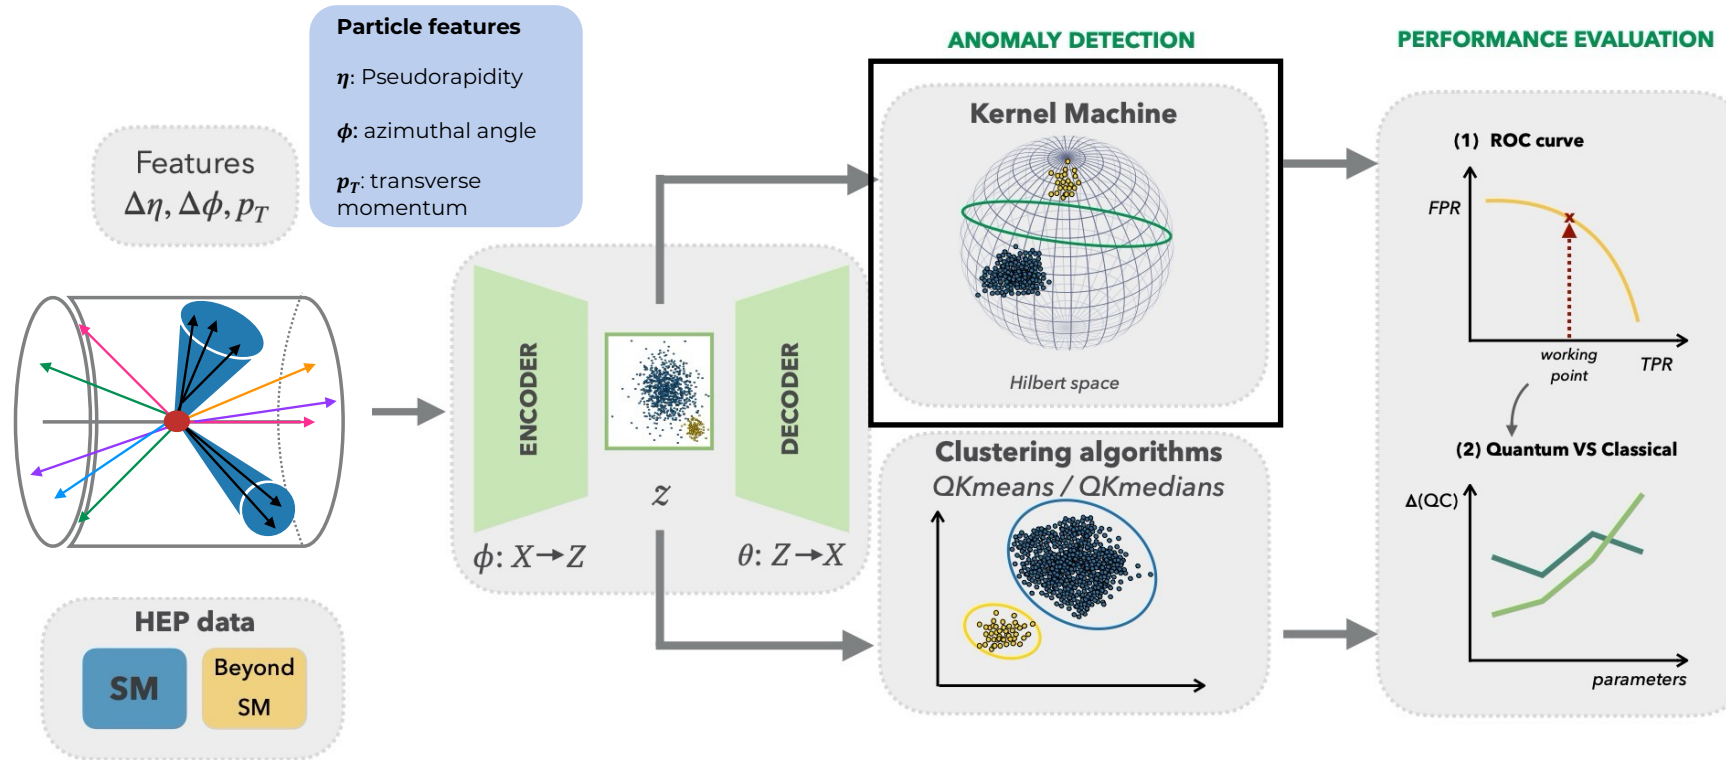 Particle features
η: Pseudorapidity
ϕ: azimuthal angle
p_T: transverse
momentum
Features
Δη, Δϕ, p_T
HEP data
SM
Beyond
SM
ENCODER
DECODER
z
ϕ: X→Z
θ: Z→X
ANOMALY DETECTION
Kernel Machine
Hilbert space
Clustering algorithms
QKmeans / QKmedians
PERFORMANCE EVALUATION
(1) ROC curve
FPR
x
working
point
TPR
(2) Quantum VS Classical
Δ(QC)
parameters